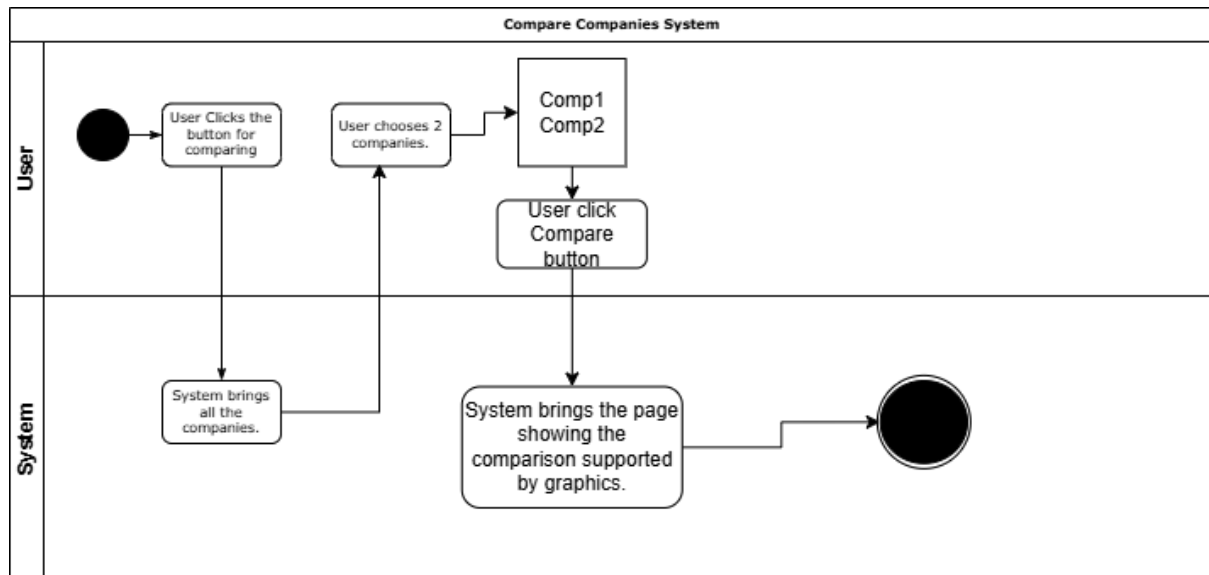 Compare Companies System
User
User Clicks the
button for
comparing
User chooses 2
companies.
Comp1
Comp2
User click
Compare
button
System
System brings
all the
companies.
System brings the page
showing the
comparison supported
by graphics.